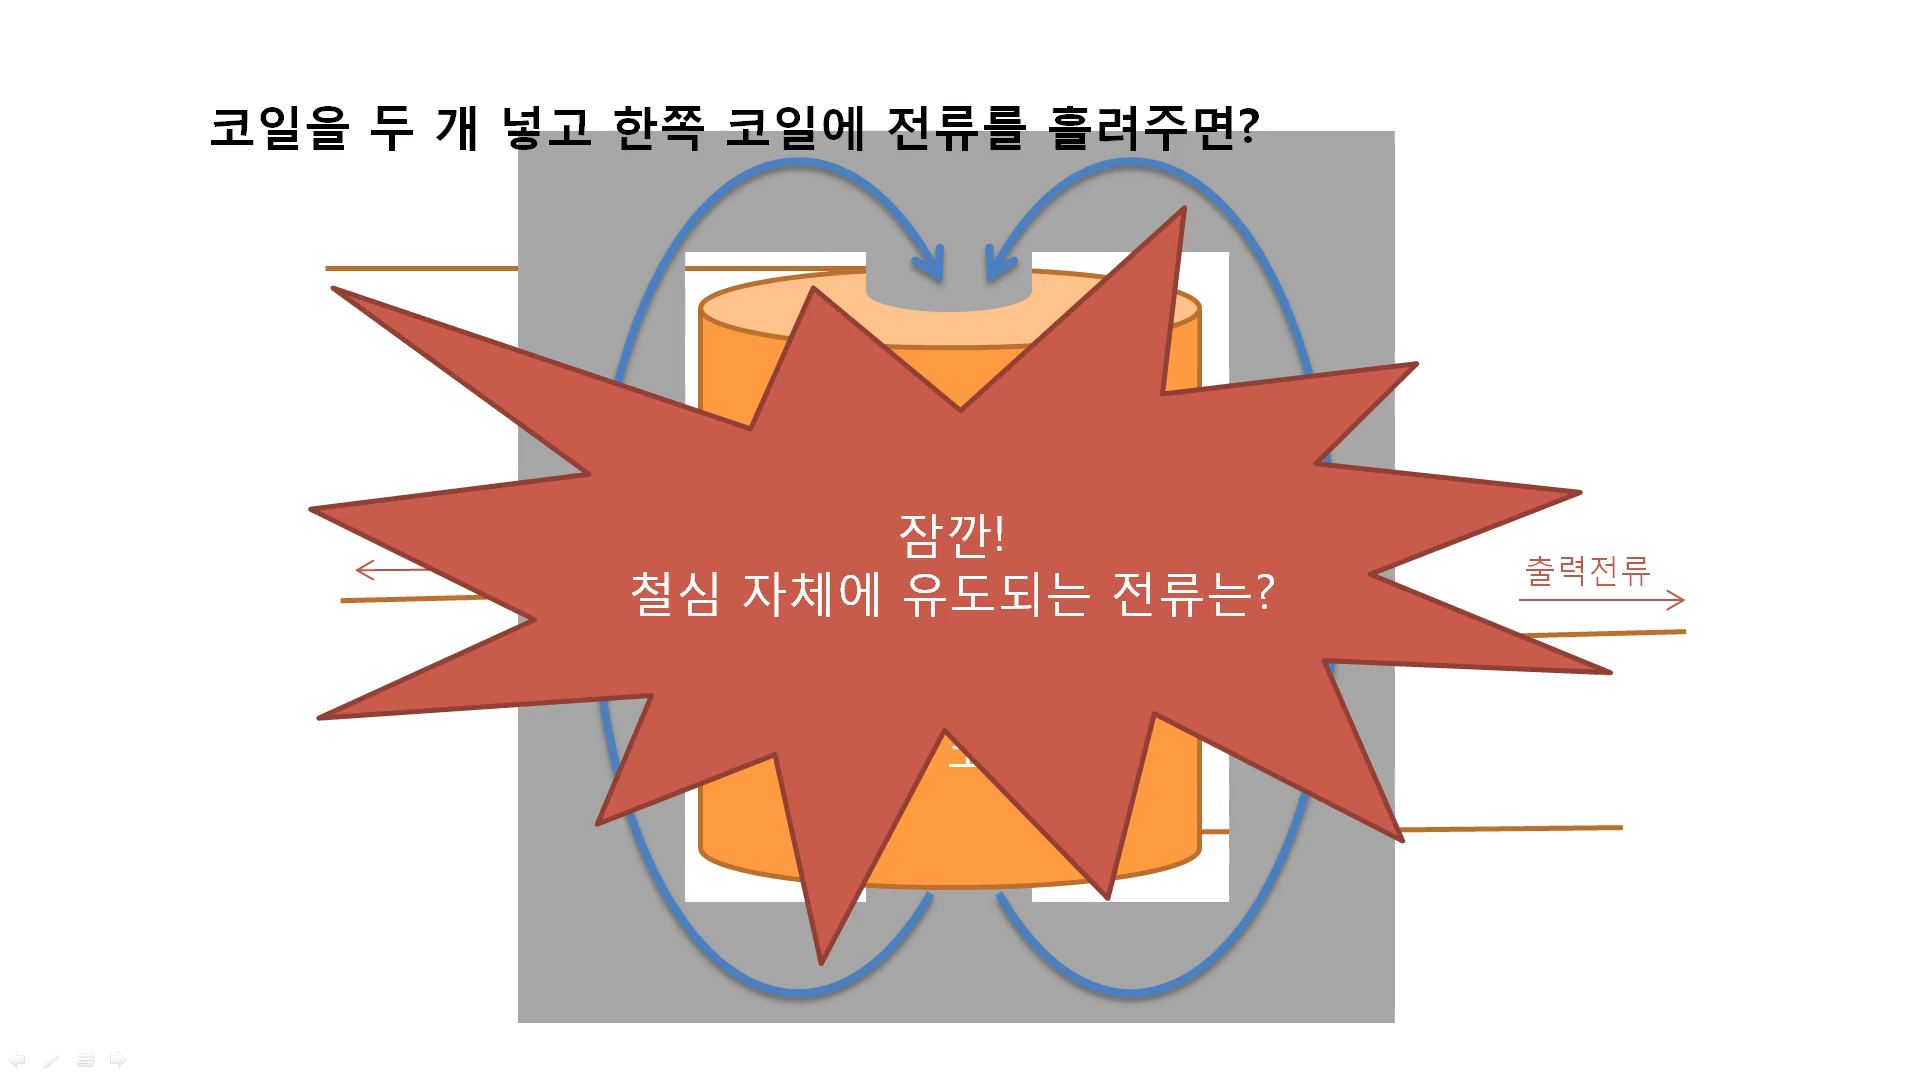 코일을 두 개 넣고 한쪽 코일에 전류를 흘려주면?
잠깐!
철심 자체에 유도되는 전류는?
출력전류